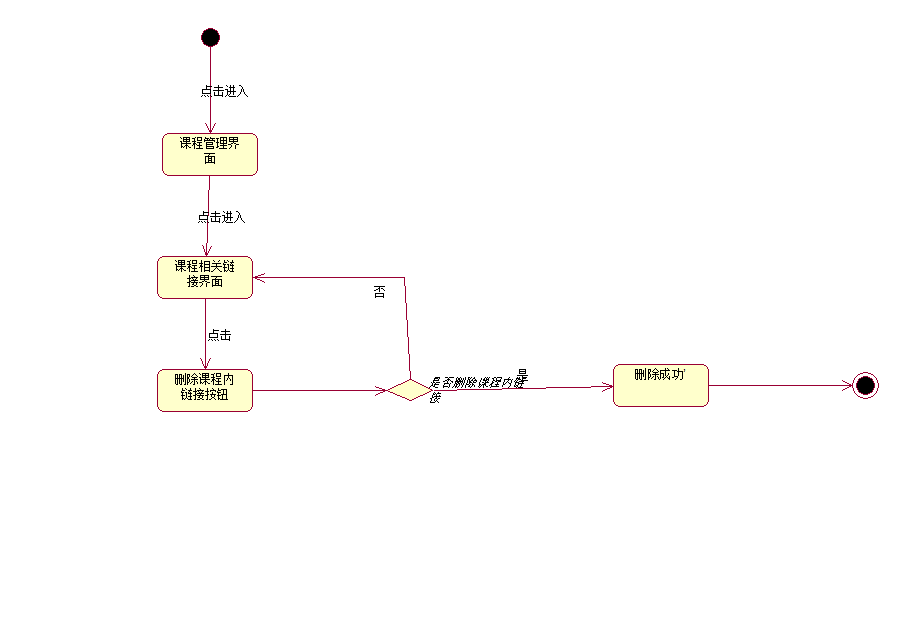 点击进入
课程管理界
面
点击进入
课程相关链
接界面
否
点击
删除课程内
链接按钮
是否删除课程内链
接
是
删除成功'